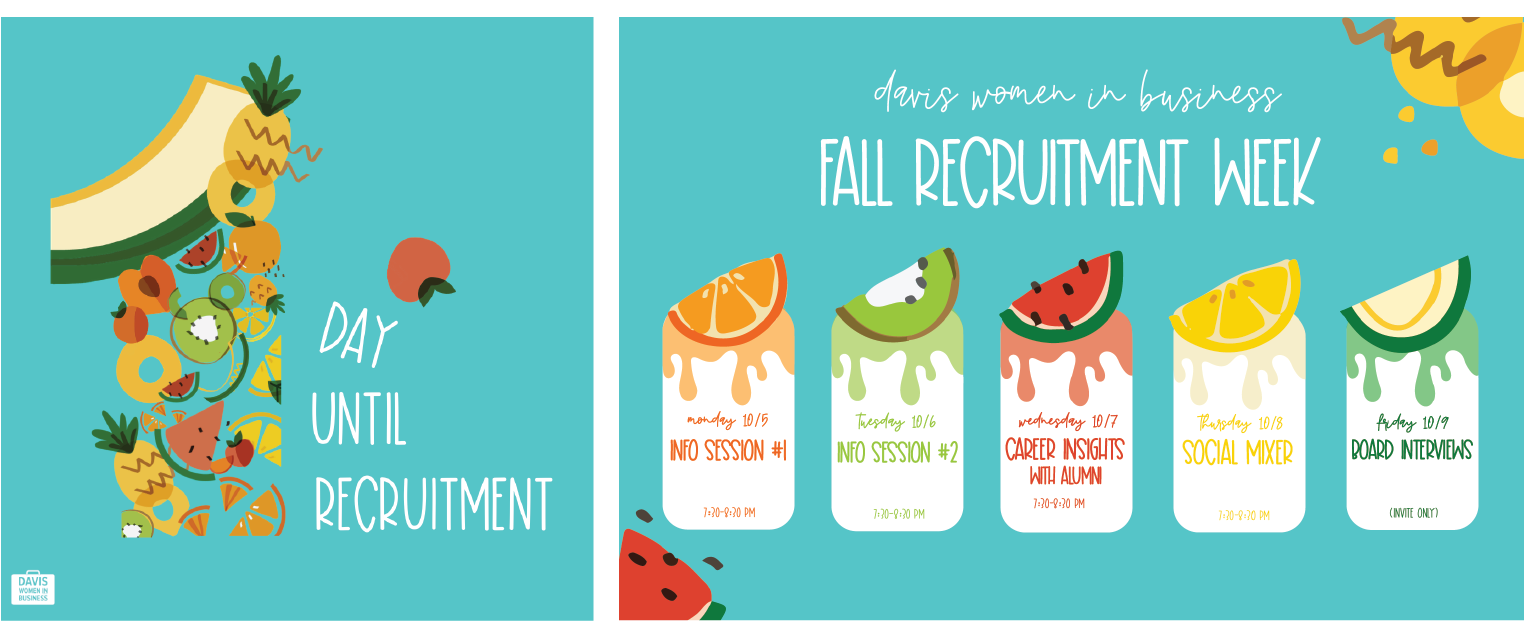 1
DAY
UNTIL
RECRUITMENT
DAVIS
WOMEN IN
BUSINESS
davis women in business
FALL RECRUITMENT WEEK
monday 10/5
INFO SESSION #1
7:30-8:30 PM
Tuesday 10/6
INFO SESSION #2
7:30-8:30 PM
wednesday 10/7
CAREER INSIGHTS
WITH ALUMNI
7:30-8:30 PM
Thursday 10/8
SOCIAL MIXER
7:30-8:30 PM
friday 10/9
BOARD INTERVIEWS
(INVITE ONLY)